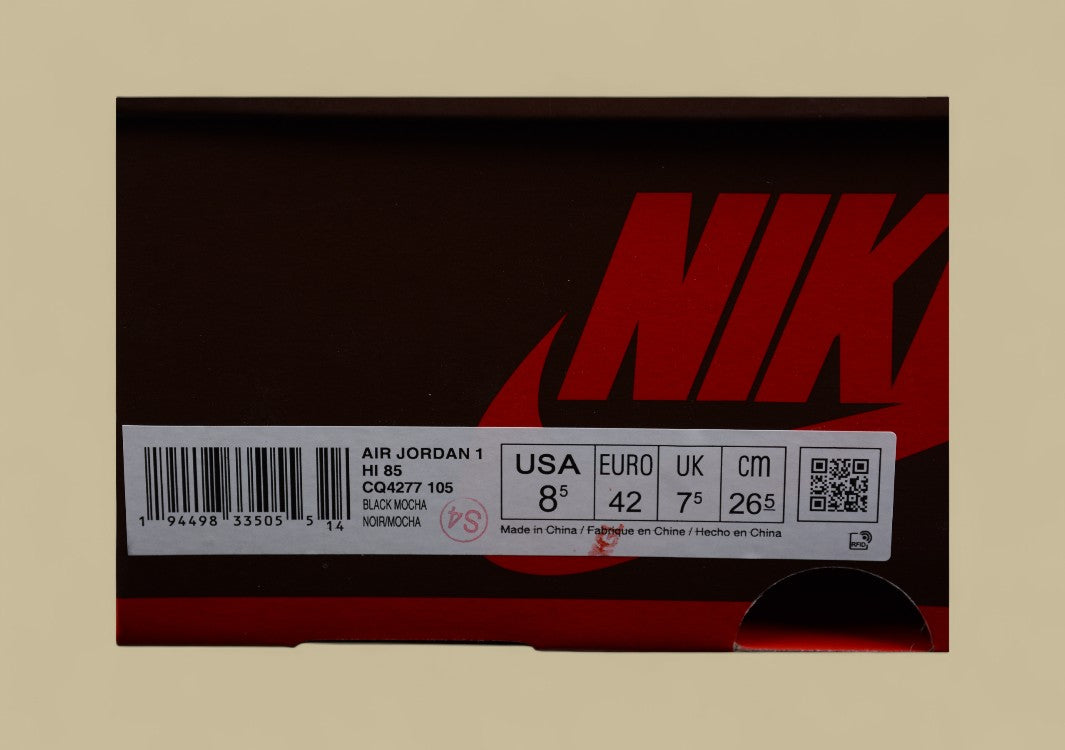 NIK
AIR JORDAN 1
HI 85
CQ4277 105
BLACK MOCHA
NOIR/MOCHA
1 94498 33505 5 14
S4
USA EURO UK cm
8⁵ 42 7⁵ 26⁵
Made in China / Fabriqué en Chine / Hecho en China
RFID